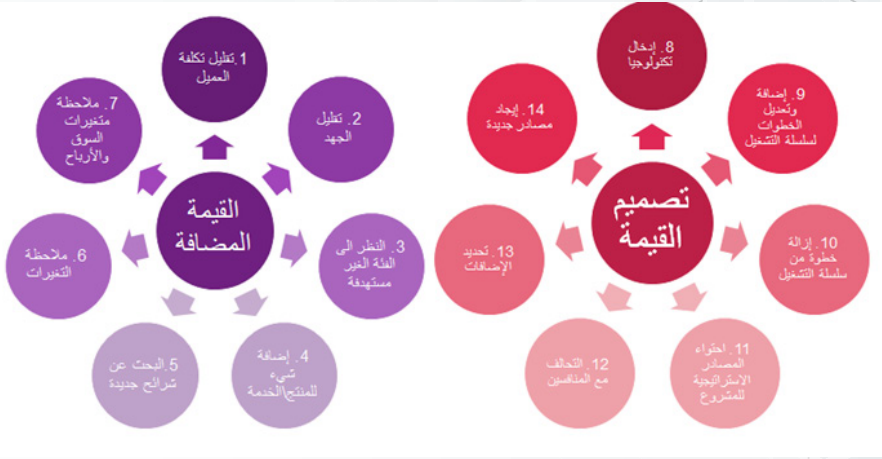 القيمة
المضافة
1.تقليل تكلفة
العميل
2. تقليل
الجهد
3. النظر الى
الفئة الغير
مستهدفة
4. إضافة
شيء
للمنتج\الخدمة
5.البحث عن
شرائح جديدة
6. ملاحظة
التغيرات
7. ملاحظة
متغيرات
السوق
والأرباح
تصميم
القيمة
8. إدخال
تكنولوجيا
9. إضافة
وتعديل
الخطوات
لسلسلة التشغيل
10. إزالة
خطوة من
سلسلة التشغيل
11. احتواء
المصادر
الاستراتيجية
للمشروع
12. التحالف
مع المنافسين
13. تحديد
الإضافات
14. إيجاد
مصادر جديدة